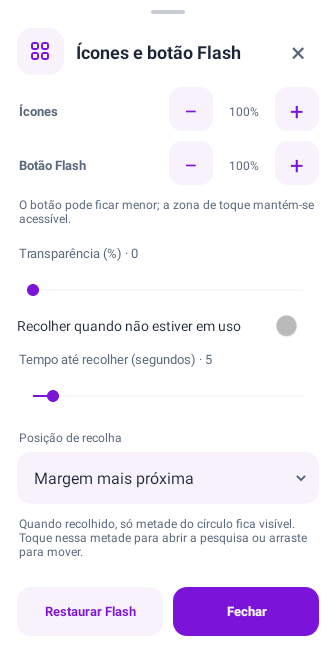 Ícones e botão Flash
Ícones
−
100%
+
Botão Flash
−
100%
+
O botão pode ficar menor; a zona de toque mantém-se
acessível.
Transparência (%) · 0
Recolher quando não estiver em uso
Tempo até recolher (segundos) · 5
Posição de recolha
Margem mais próxima
Quando recolhido, só metade do círculo fica visível.
Toque nessa metade para abrir a pesquisa ou arraste
para mover.
Restaurar Flash
Fechar